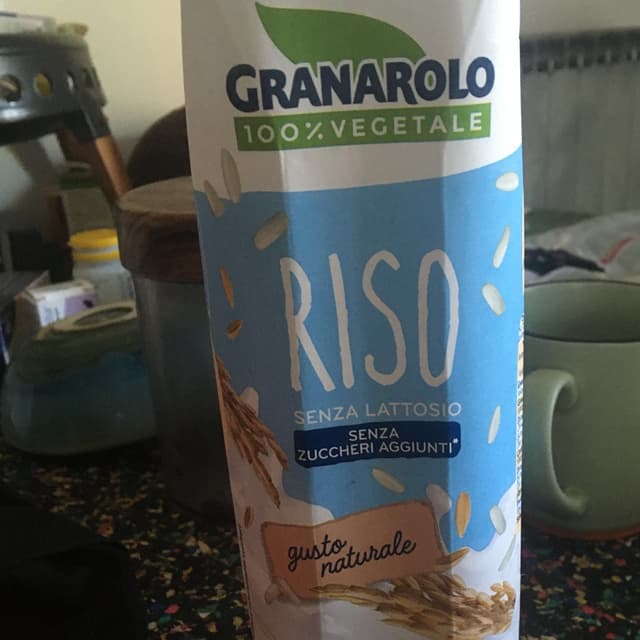 GRANAROLO
100% VEGETALE
RISO
SENZA LATTOSIO
SENZA
ZUCCHERI AGGIUNTI*
gusto
naturale